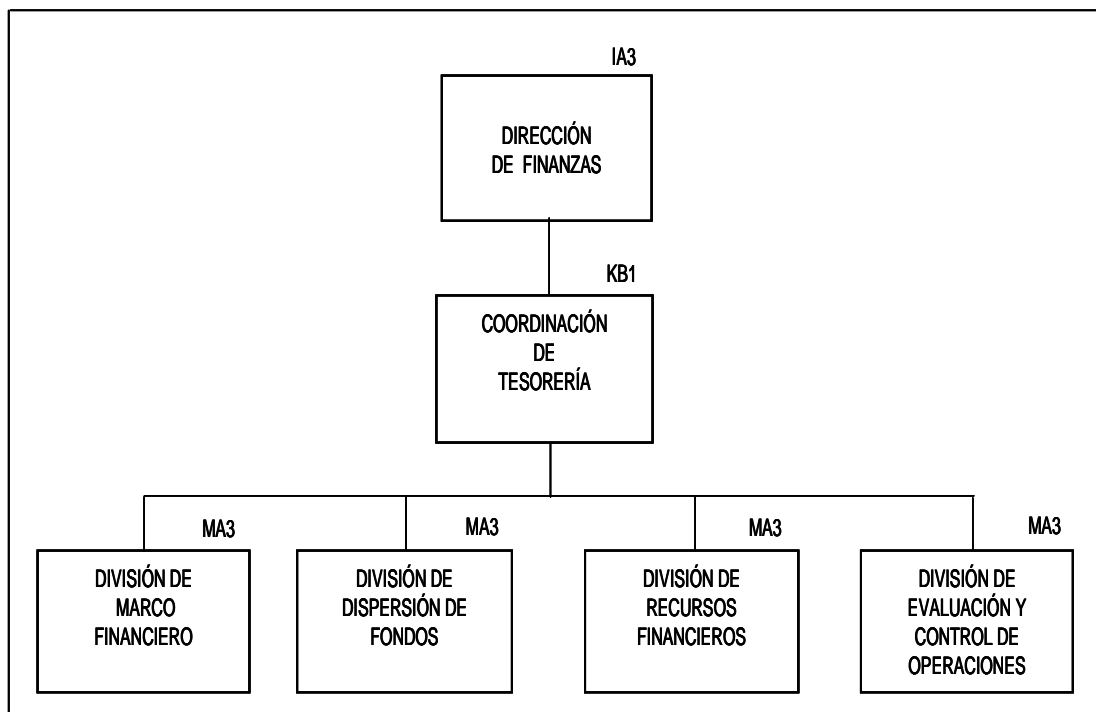 IA3
DIRECCIÓN
DE FINANZAS
KB1
COORDINACIÓN
DE
TESORERÍA
MA3
DIVISIÓN DE
MARCO
FINANCIERO
MA3
DIVISIÓN DE
DISPERSIÓN DE
FONDOS
MA3
DIVISIÓN DE
RECURSOS
FINANCIEROS
MA3
DIVISIÓN DE
EVALUACIÓN Y
CONTROL DE
OPERACIONES